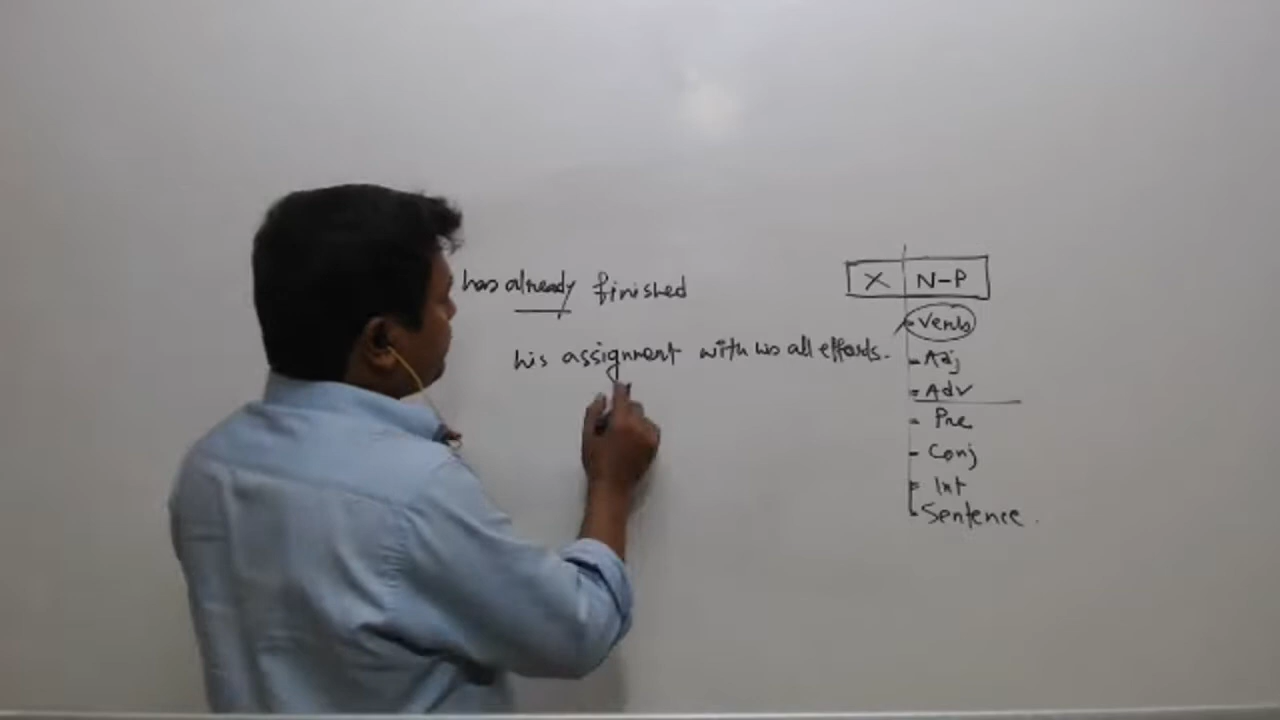 has already finished
his assignment with his all efforts.
X N-P
Verb
Adj
Adv
Pre
Conj
Int
Sentence.